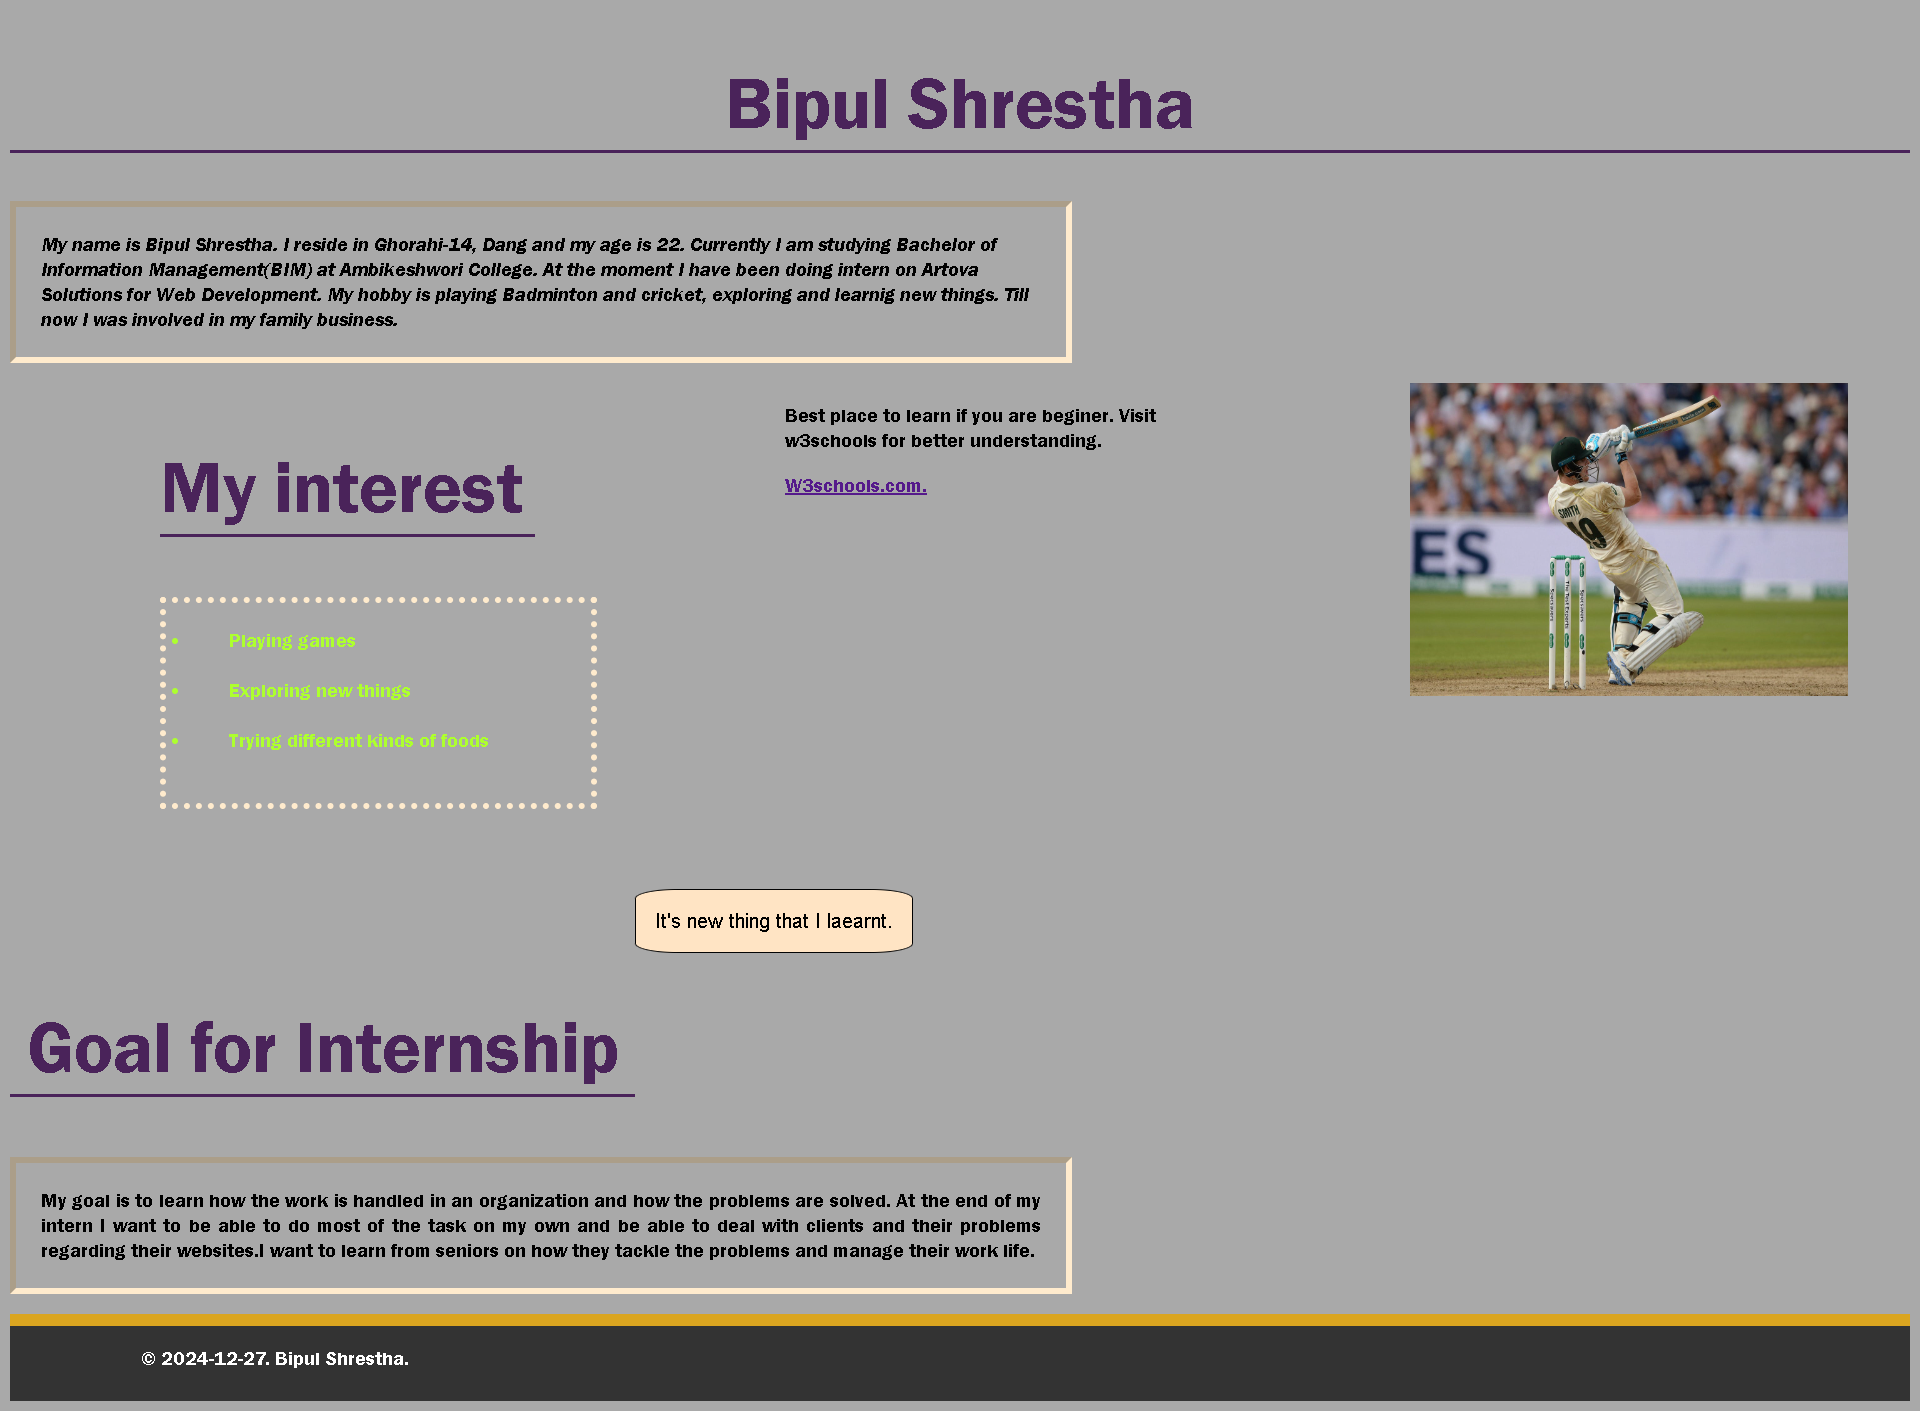 Bipul Shrestha
My name is Bipul Shrestha. I reside in Ghorahi-14, Dang and my age is 22. Currently I am studying Bachelor of
Information Management(BIM) at Ambikeshwori College. At the moment I have been doing intern on Artova
Solutions for Web Development. My hobby is playing Badminton and cricket, exploring and learnig new things. Till
now I was involved in my family business.
My interest
• Playing games
• Exploring new things
• Trying different kinds of foods
Best place to learn if you are beginer. Visit
w3schools for better understanding.
W3schools.com.
SMITH
49
ES
It's new thing that I laearnt.
Goal for Internship
My goal is to learn how the work is handled in an organization and how the problems are solved. At the end of my
intern I want to be able to do most of the task on my own and be able to deal with clients and their problems
regarding their websites.I want to learn from seniors on how they tackle the problems and manage their work life.
© 2024-12-27. Bipul Shrestha.